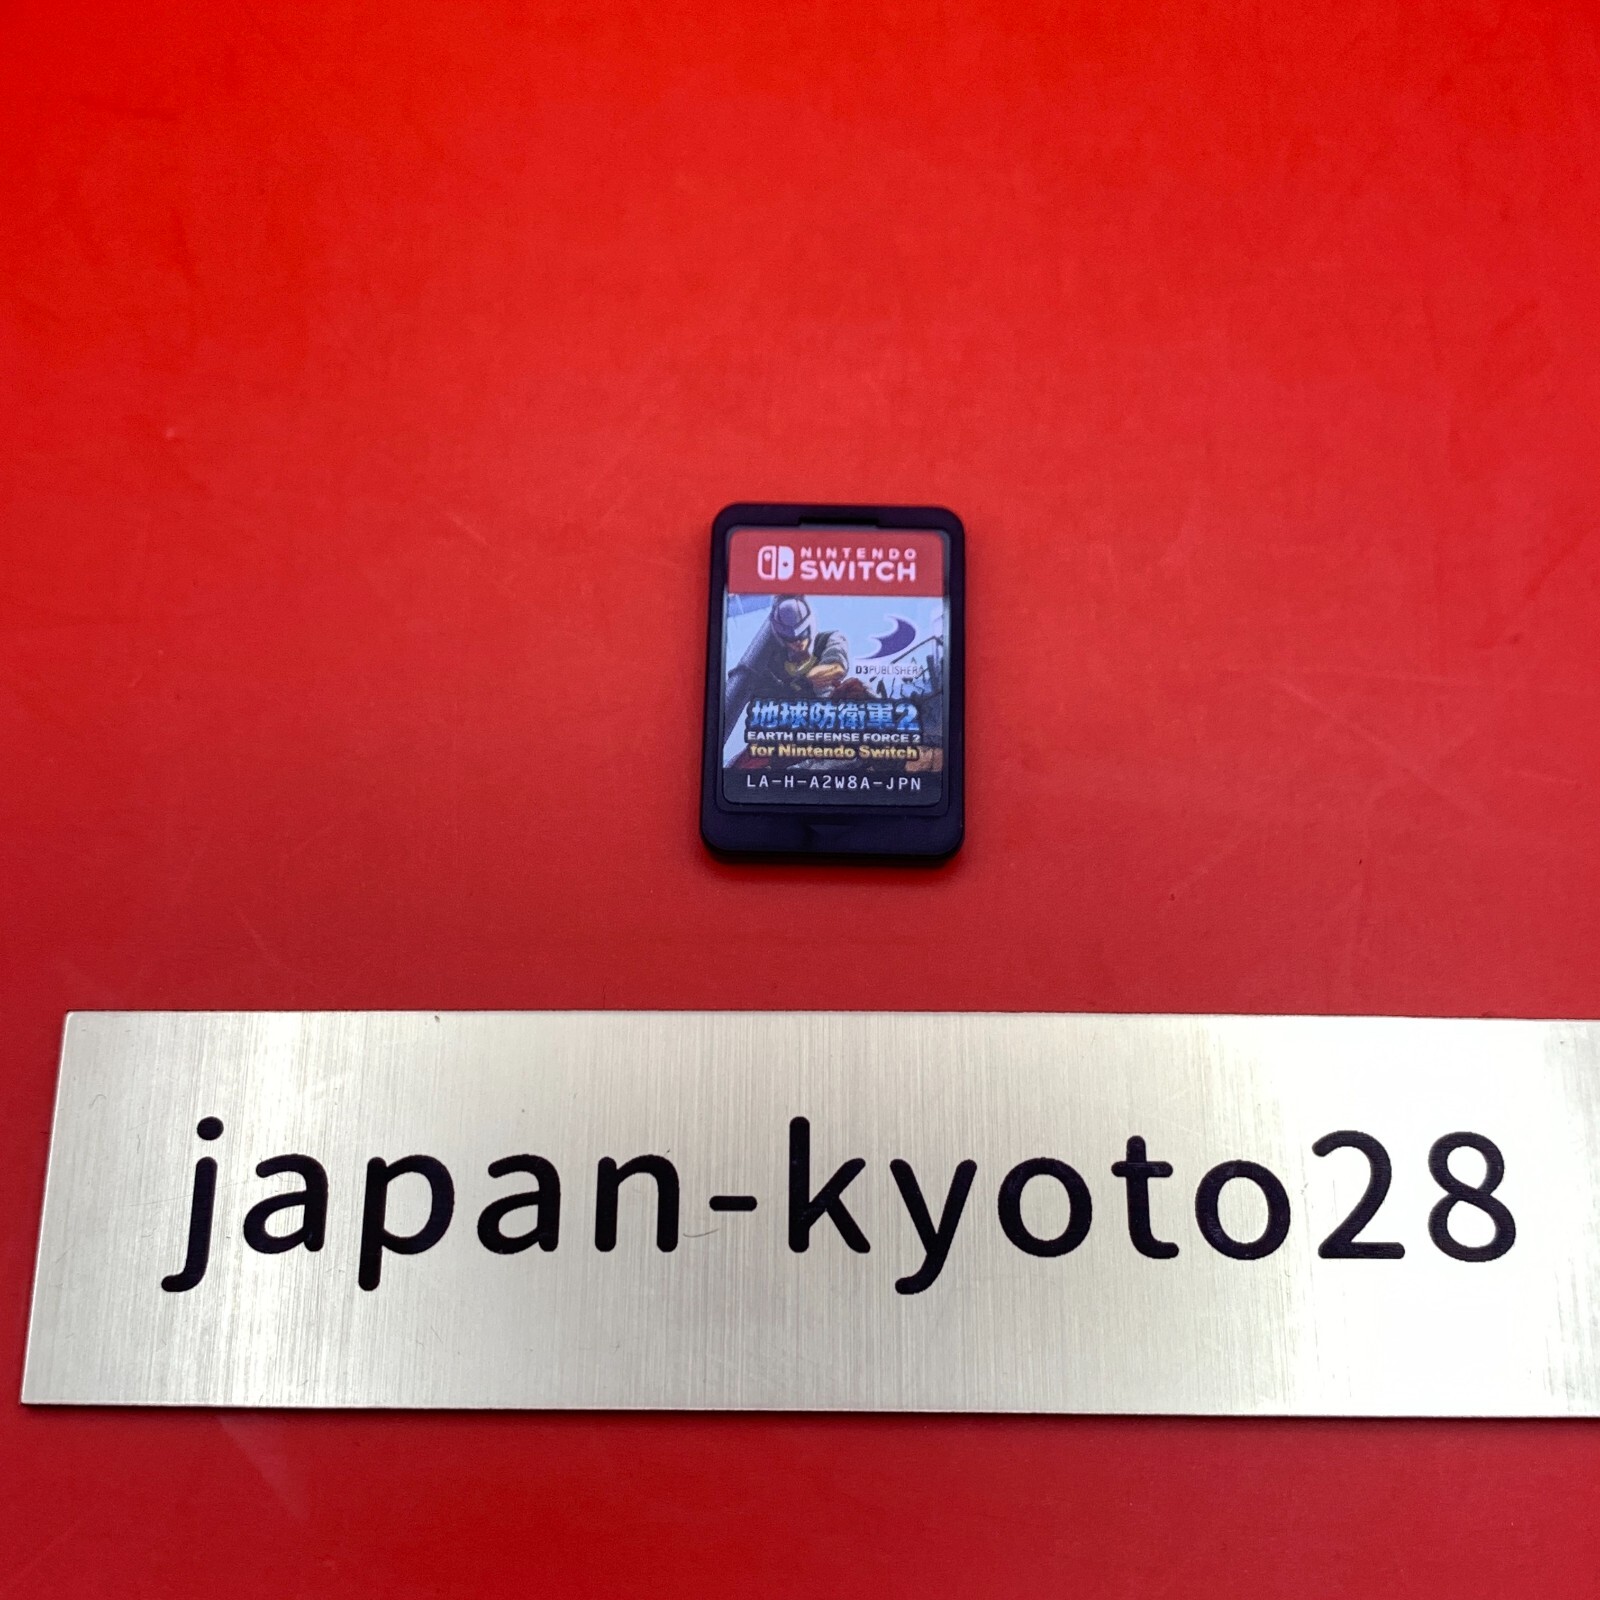 NINTENDO
SWITCH
D3PUBLISHER
地球防衛軍2
EARTH DEFENSE FORCE 2
for Nintendo Switch
LA-H-A2W8A-JPN
japan-kyoto28